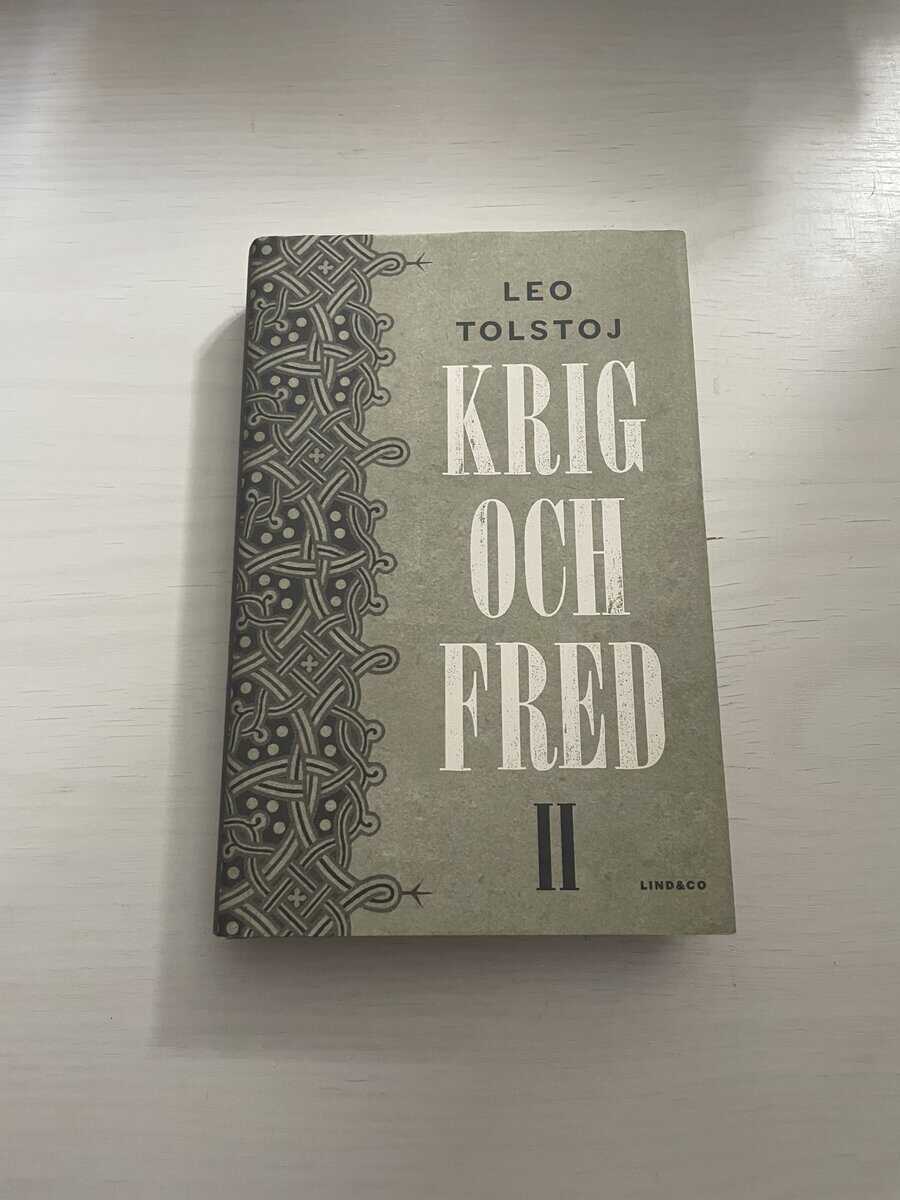 LEO
TOLSTOJ
KRIG
OCH
FRED
II
LIND&CO